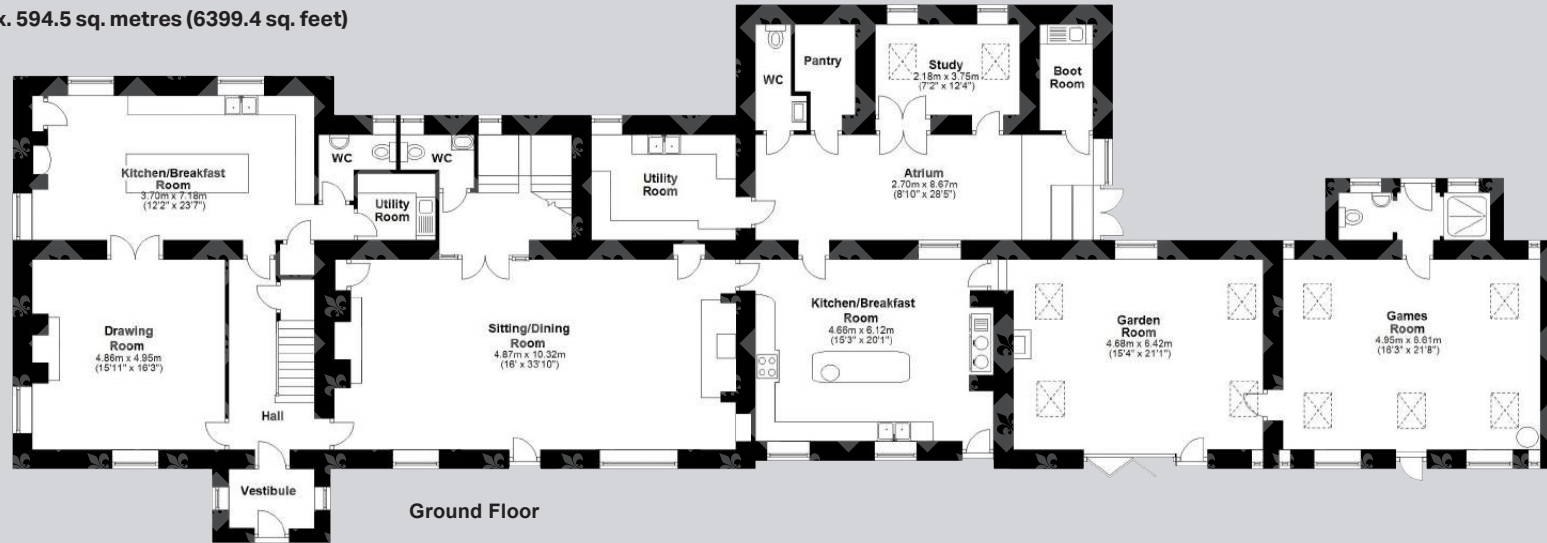 x. 594.5 sq. metres (6399.4 sq. feet)
WC
Pantry
Study
2.18m x 3.75m
(7'2" x 12'4")
Boot
Room
Kitchen/Breakfast
Room
3.70m x 7.18m
(12'2" x 23'7")
WC
WC
Utility
Room
Utility
Room
Atrium
2.70m x 8.67m
(8'10" x 28'5")
Drawing
Room
4.86m x 4.95m
(15'11" x 16'3")
Hall
Sitting/Dining
Room
4.87m x 10.32m
(16' x 33'10")
Kitchen/Breakfast
Room
4.66m x 6.12m
(15'3" x 20'1")
Garden
Room
4.68m x 6.42m
(15'4" x 21'1")
Games
Room
4.95m x 6.61m
(16'3" x 21'8")
Vestibule
Ground Floor